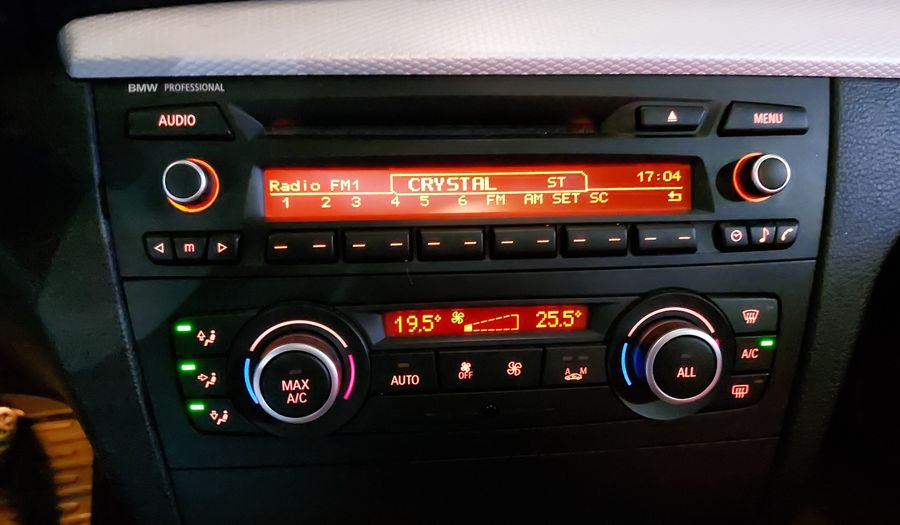 BMW PROFESSIONAL
AUDIO
MENU
Radio FM1 CRYSTAL ST 17:04
1 2 3 4 5 6 FM AM SET SC
m
19.5° 25.5°
MAX
A/C
AUTO
OFF
A M
ALL
A/C